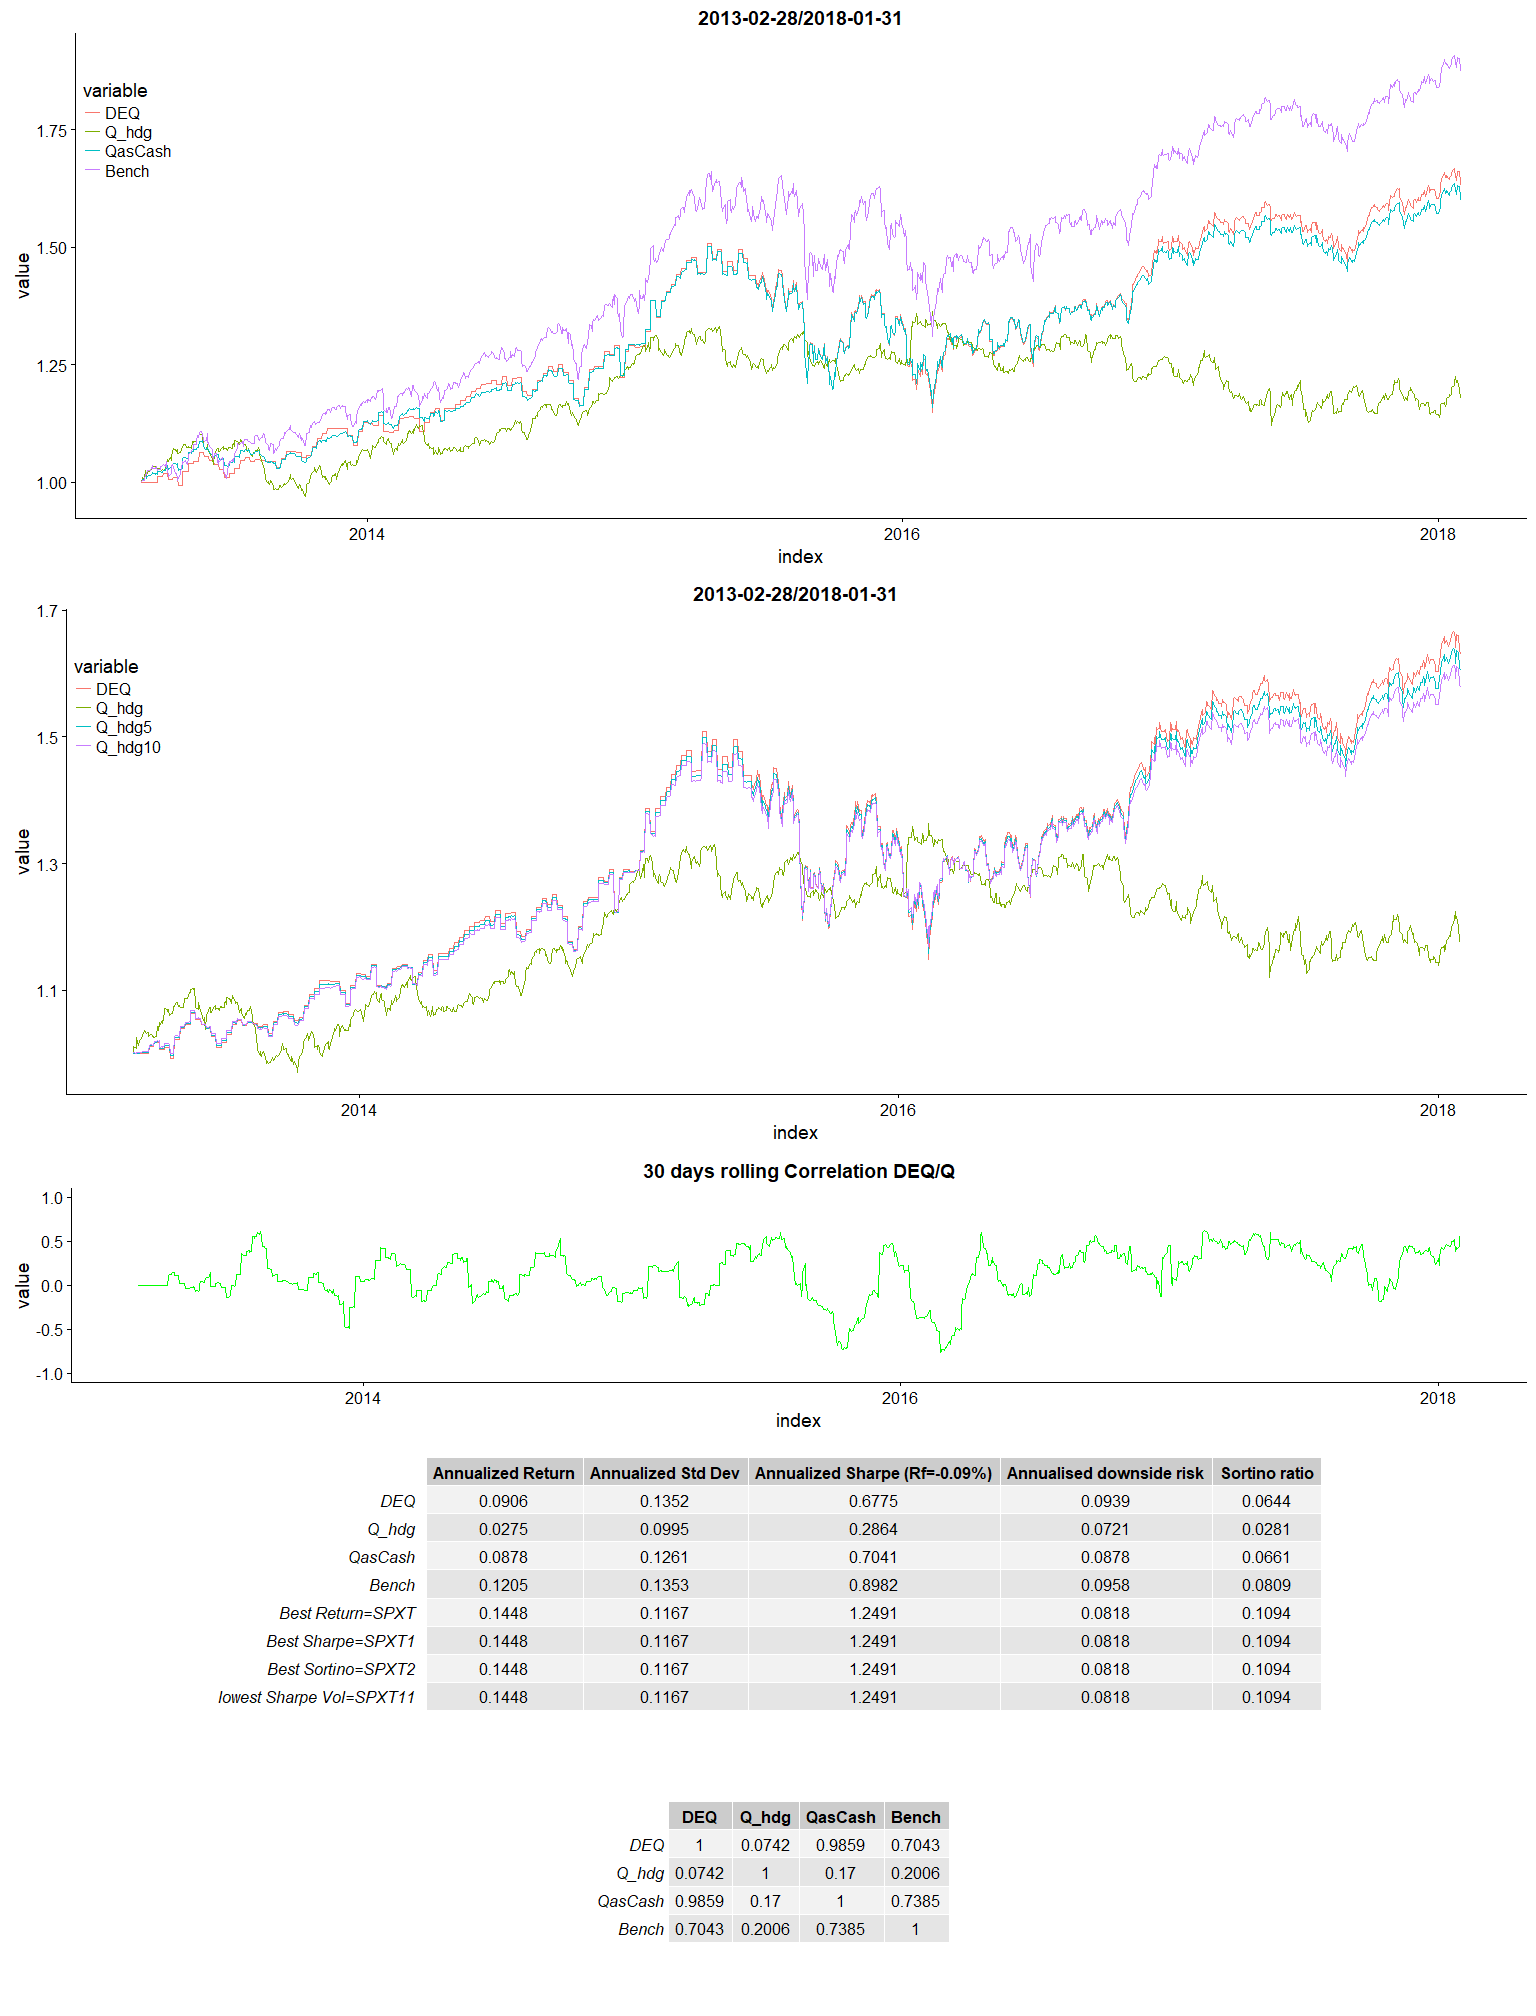 2013-02-28/2018-01-31
variable
DEQ
Q_hdg
QasCash
Bench
1.75
1.50
1.25
1.00
value
2014 2016 2018
index
2013-02-28/2018-01-31
variable
DEQ
Q_hdg
Q_hdg5
Q_hdg10
1.7
1.5
1.3
1.1
value
2014 2016 2018
index
30 days rolling Correlation DEQ/Q
1.0
0.5
0.0
-0.5
-1.0
value
2014 2016 2018
index
Annualized Return Annualized Std Dev Annualized Sharpe (Rf=-0.09%) Annualised downside risk Sortino ratio
DEQ 0.0906 0.1352 0.6775 0.0939 0.0644
Q_hdg 0.0275 0.0995 0.2864 0.0721 0.0281
QasCash 0.0878 0.1261 0.7041 0.0878 0.0661
Bench 0.1205 0.1353 0.8982 0.0958 0.0809
Best Return=SPXT 0.1448 0.1167 1.2491 0.0818 0.1094
Best Sharpe=SPXT1 0.1448 0.1167 1.2491 0.0818 0.1094
Best Sortino=SPXT2 0.1448 0.1167 1.2491 0.0818 0.1094
lowest Sharpe Vol=SPXT11 0.1448 0.1167 1.2491 0.0818 0.1094
DEQ Q_hdg QasCash Bench
DEQ 1 0.0742 0.9859 0.7043
Q_hdg 0.0742 1 0.17 0.2006
QasCash 0.9859 0.17 1 0.7385
Bench 0.7043 0.2006 0.7385 1